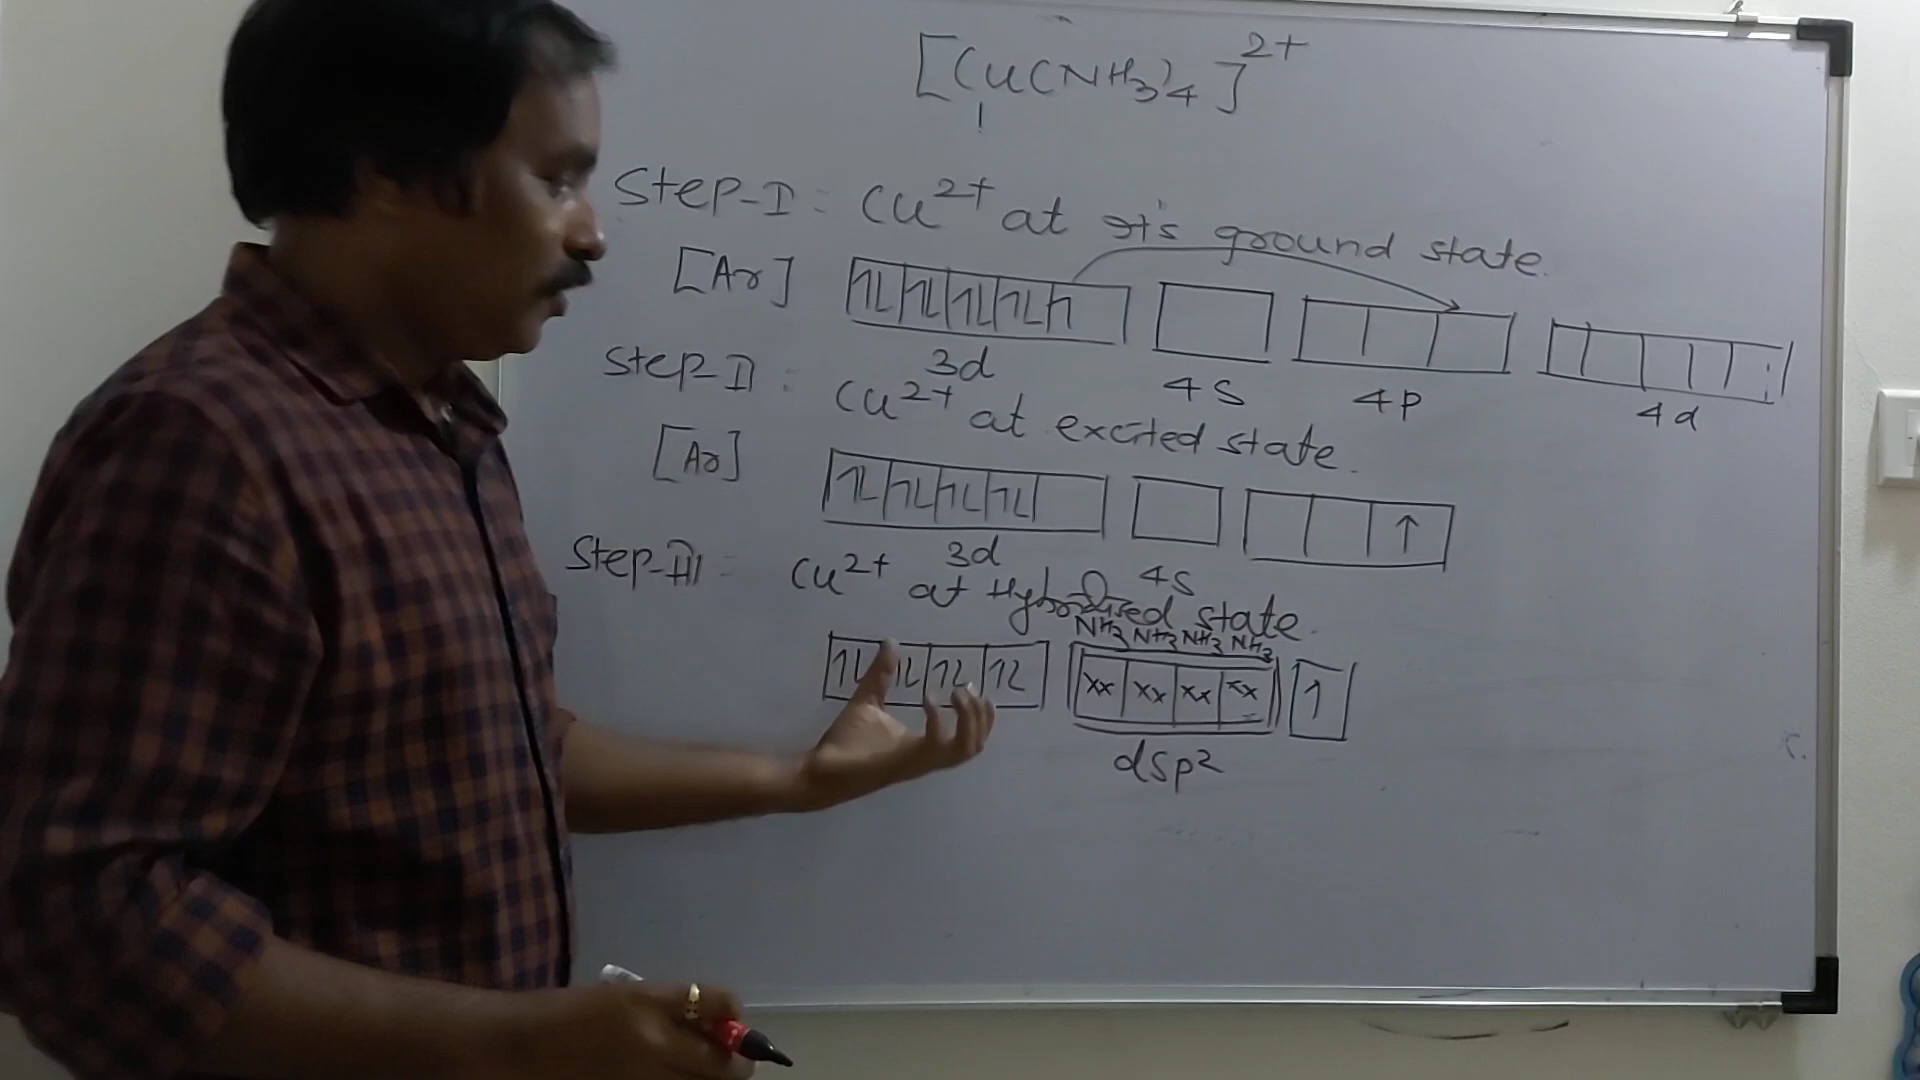 [Cu(NH3)4]2+
Step-I : Cu2+ at it's ground state.
[Ar] 1L 1L 1L 1L 1
3d 4S 4P 4d
Step-II : Cu2+ at excited state.
[Ar] 1L 1L 1L 1L ↑
3d 4S
Step-III - Cu2+ at Hybridised state.
NH3 NH3 NH3 NH3
1L 1L 1L 1L xx xx xx xx 1
dsp2